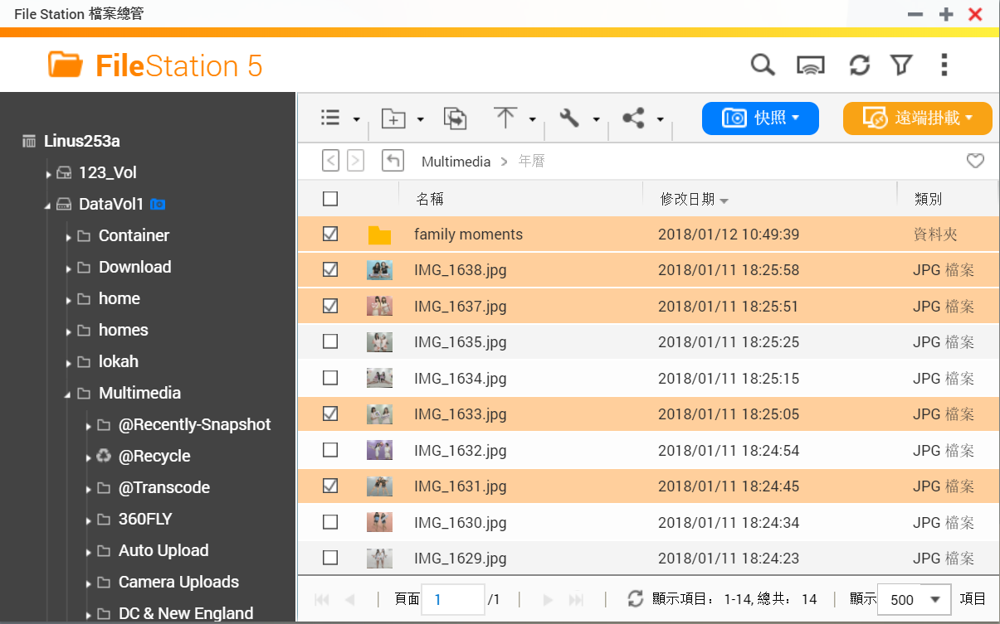 File Station 檔案總管
FileStation 5
快照
遠端掛載
Linus253a
123_Vol
DataVol1
Container
Download
home
homes
lokah
Multimedia
@Recently-Snapshot
@Recycle
@Transcode
360FLY
Auto Upload
Camera Uploads
DC & New England
Multimedia > 年曆
名稱 修改日期 類別
family moments 2018/01/12 10:49:39 資料夾
IMG_1638.jpg 2018/01/11 18:25:58 JPG 檔案
IMG_1637.jpg 2018/01/11 18:25:51 JPG 檔案
IMG_1635.jpg 2018/01/11 18:25:25 JPG 檔案
IMG_1634.jpg 2018/01/11 18:25:15 JPG 檔案
IMG_1633.jpg 2018/01/11 18:25:05 JPG 檔案
IMG_1632.jpg 2018/01/11 18:24:54 JPG 檔案
IMG_1631.jpg 2018/01/11 18:24:45 JPG 檔案
IMG_1630.jpg 2018/01/11 18:24:34 JPG 檔案
IMG_1629.jpg 2018/01/11 18:24:23 JPG 檔案
頁面 1 /1 顯示項目: 1-14, 總共: 14 顯示 500 項目